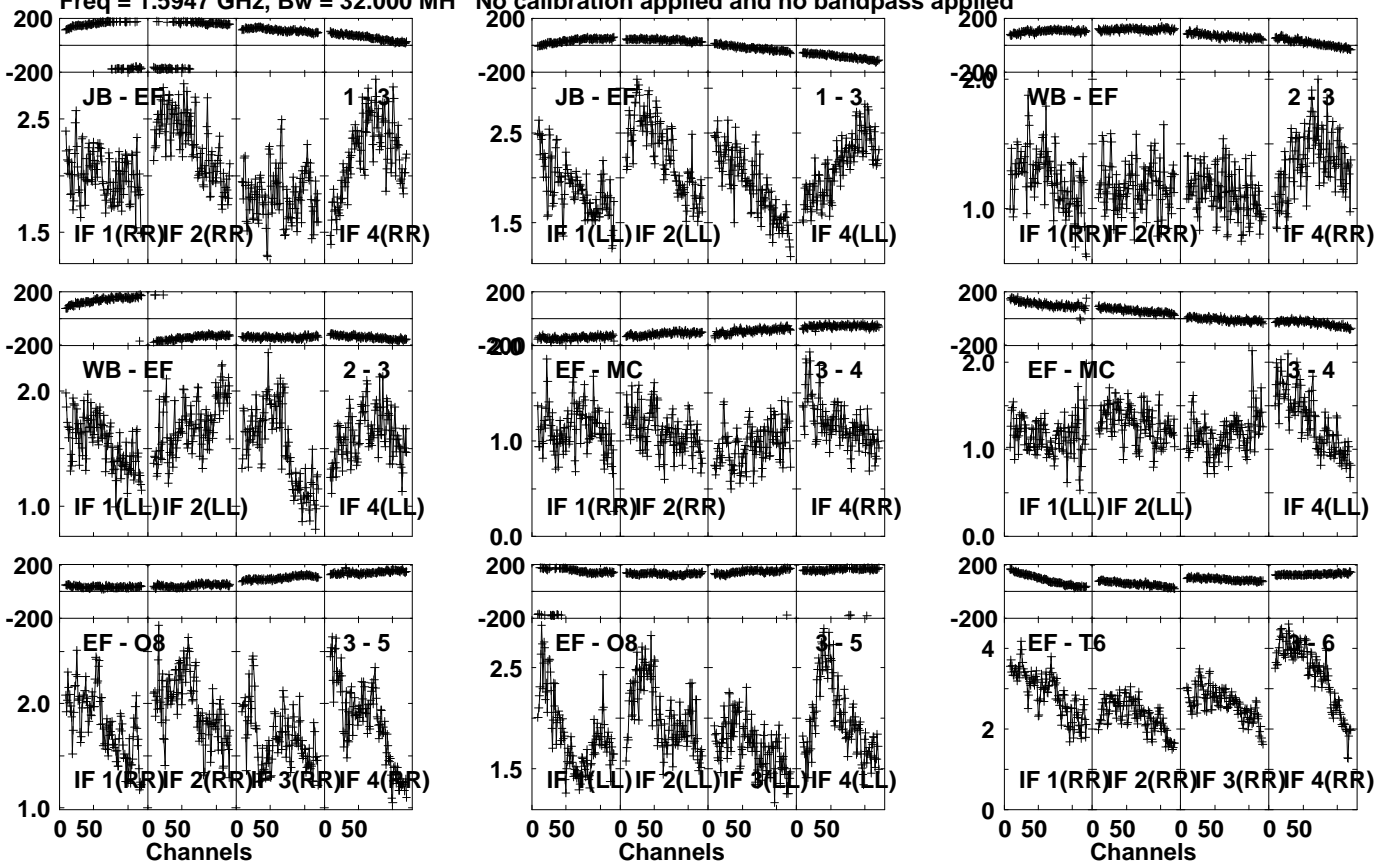 Freq = 1.5947 GHz, Bw = 32.000 MH No calibration applied and no bandpass applied
200
-200
JB - EF 1 - 3
2.5
1.5
IF 1(RR) IF 2(RR) IF 4(RR)
200
-200
JB - EF 1 - 3
2.5
1.5
IF 1(LL) IF 2(LL) IF 4(LL)
200
-200
2.0
WB - EF 2 - 3
1.0
IF 1(RR) IF 2(RR) IF 4(RR)
200
-200
WB - EF 2 - 3
2.0
1.0
IF 1(LL) IF 2(LL) IF 4(LL)
200
-200
2.0
EF - MC 3 - 4
1.0
IF 1(RR) IF 2(RR) IF 4(RR)
0.0
200
-200
2.0
EF - MC 3 - 4
1.0
IF 1(LL) IF 2(LL) IF 4(LL)
0.0
200
-200
EF - O8 3 - 5
2.0
IF 1(RR) IF 2(RR) IF 3(RR) IF 4(RR)
1.0
0 50 0 50 0 50 0 50
Channels
200
-200
EF - O8 3 - 5
2.5
1.5
IF 1(LL) IF 2(LL) IF 3(LL) IF 4(LL)
0 50 0 50 0 50 0 50
Channels
200
-200
EF - T6 3 - 6
4
2
IF 1(RR) IF 2(RR) IF 3(RR) IF 4(RR)
0
0 50 0 50 0 50 0 50
Channels